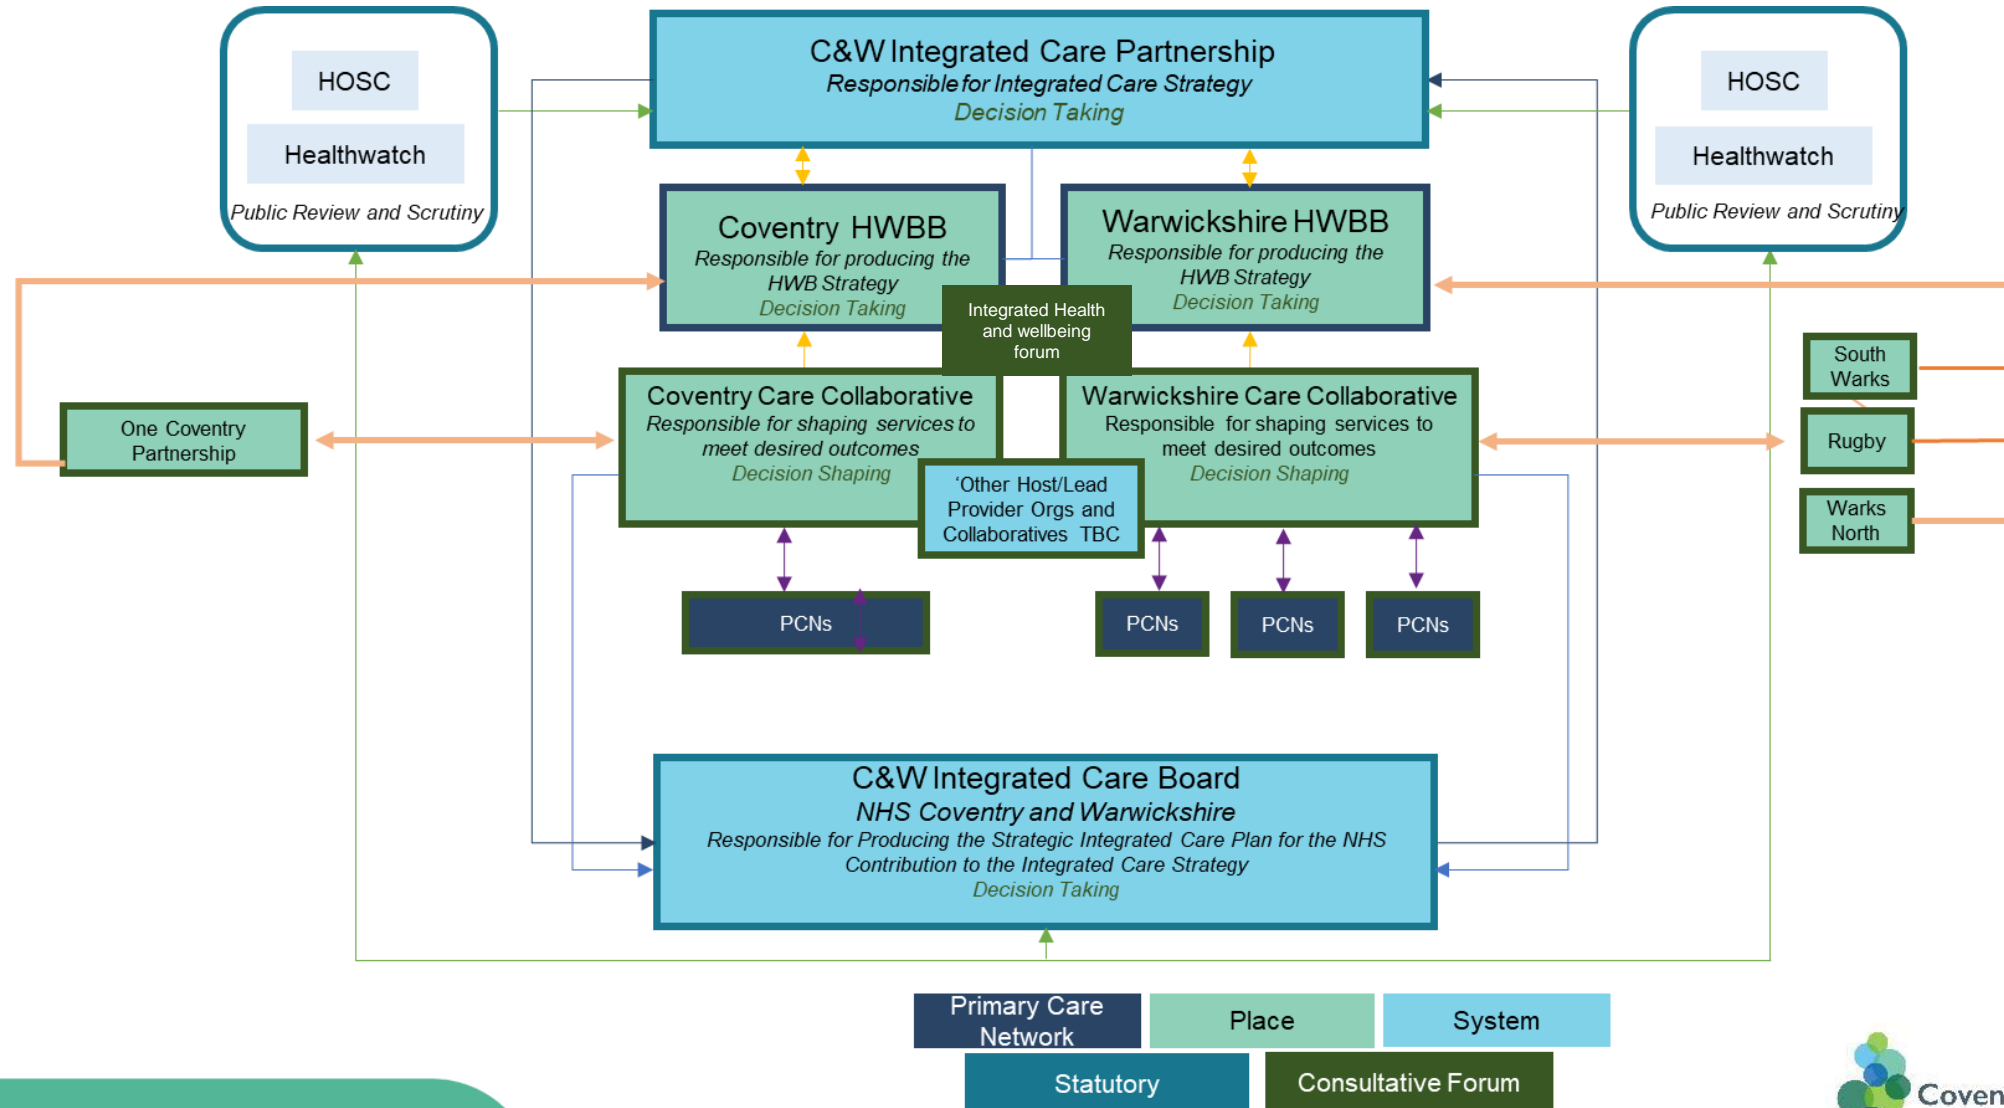 HOSC
Healthwatch
Public Review and Scrutiny
C&W Integrated Care Partnership
Responsible for Integrated Care Strategy
Decision Taking
HOSC
Healthwatch
Public Review and Scrutiny
Coventry HWBB
Responsible for producing the
HWB Strategy
Decision Taking
Warwickshire HWBB
Responsible for producing the
HWB Strategy
Decision Taking
Integrated Health
and wellbeing
forum
One Coventry
Partnership
Coventry Care Collaborative
Responsible for shaping services to
meet desired outcomes
Decision Shaping
Warwickshire Care Collaborative
Responsible for shaping services to
meet desired outcomes
Decision Shaping
South
Warks
Rugby
Warks
North
‘Other Host/Lead
Provider Orgs and
Collaboratives TBC
PCNs
PCNs
PCNs
PCNs
C&W Integrated Care Board
NHS Coventry and Warwickshire
Responsible for Producing the Strategic Integrated Care Plan for the NHS
Contribution to the Integrated Care Strategy
Decision Taking
Primary Care
Network
Place
System
Statutory
Consultative Forum
Coven